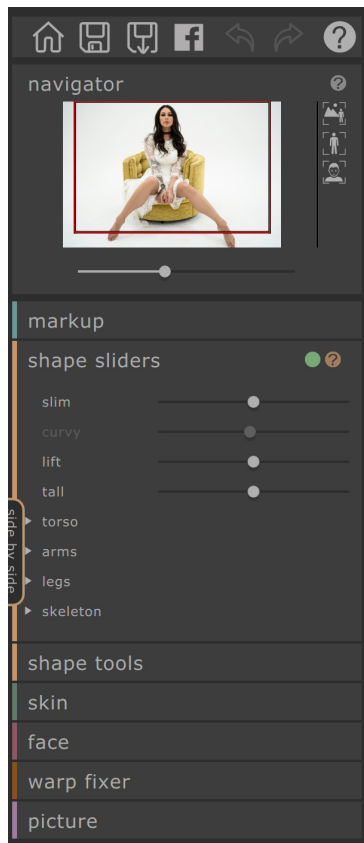 navigator
markup
shape sliders
slim
curvy
lift
tall
side by side
torso
arms
legs
skeleton
shape tools
skin
face
warp fixer
picture